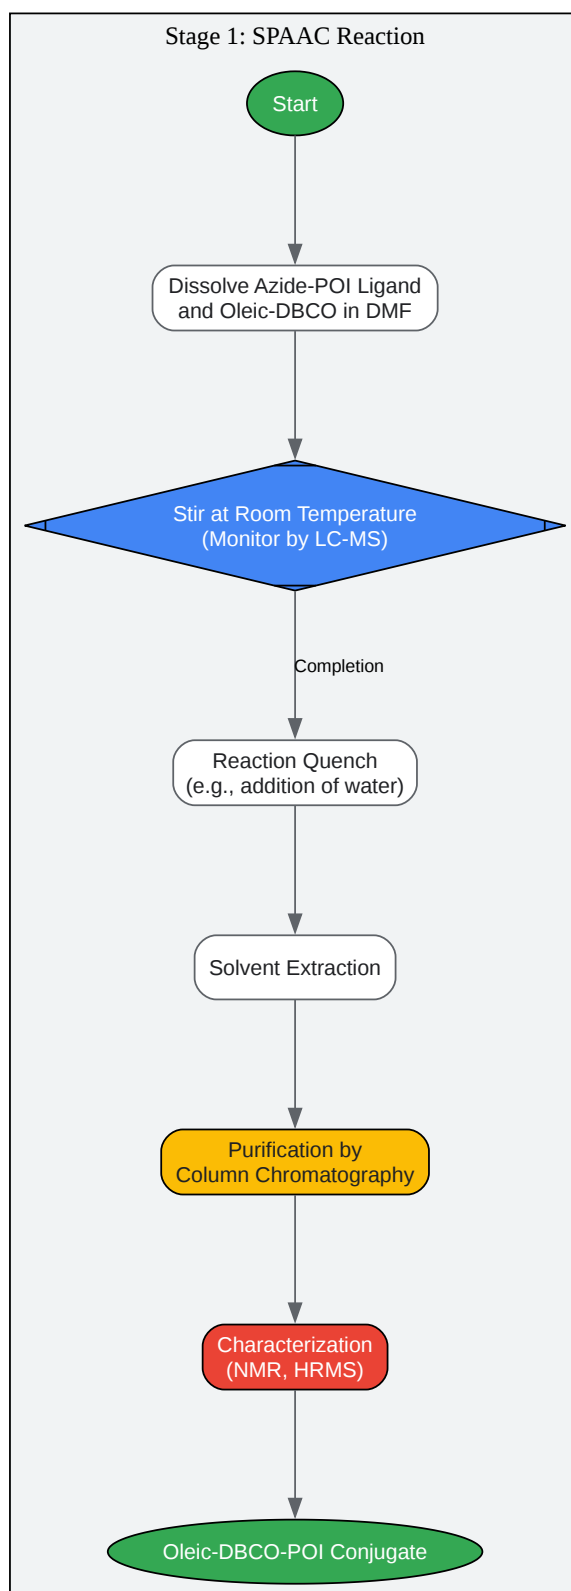 Stage 1: SPAAC Reaction
Start
Dissolve Azide-POI Ligand
and Oleic-DBCO in DMF
Stir at Room Temperature
(Monitor by LC-MS)
Completion
Reaction Quench
(e.g., addition of water)
Solvent Extraction
Purification by
Column Chromatography
Characterization
(NMR, HRMS)
Oleic-DBCO-POI Conjugate